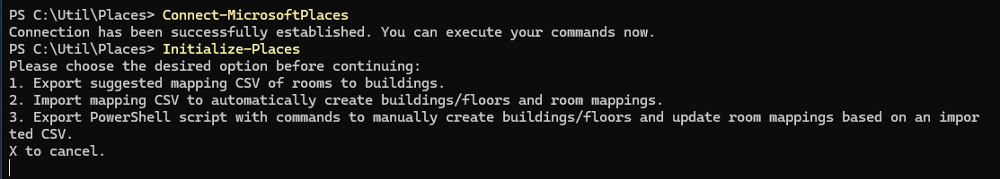 PS C:\Util\Places> Connect-MicrosoftPlaces
Connection has been successfully established. You can execute your commands now.
PS C:\Util\Places> Initialize-Places
Please choose the desired option before continuing:
1. Export suggested mapping CSV of rooms to buildings.
2. Import mapping CSV to automatically create buildings/floors and room mappings.
3. Export PowerShell script with commands to manually create buildings/floors and update room mappings based on an impor
ted CSV.
X to cancel.